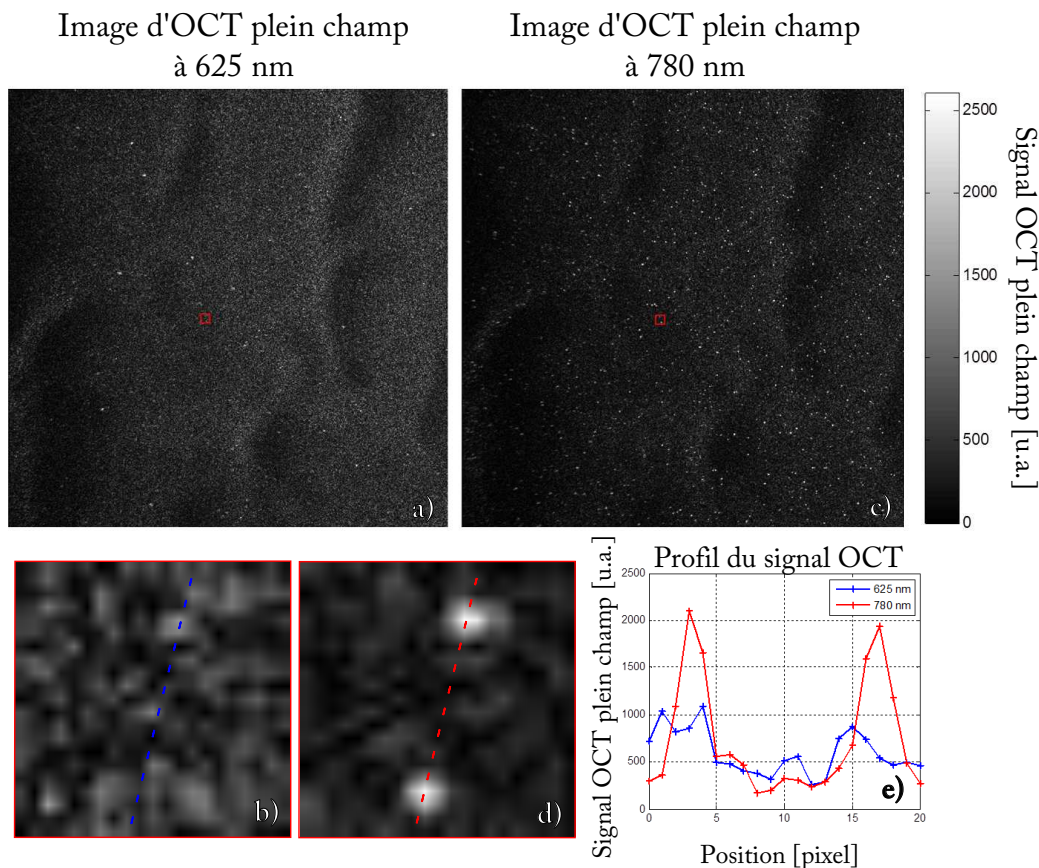 Image d'OCT plein champ
à 625 nm
Image d'OCT plein champ
à 780 nm
a)
c)
2500
2000
1500
1000
500
0
Signal OCT plein champ [u.a.]
b)
d)
Profil du signal OCT
Signal OCT plein champ [u.a.]
2500
2000
1500
1000
500
0
625 nm
780 nm
e)
0
5
10
15
20
Position [pixel]